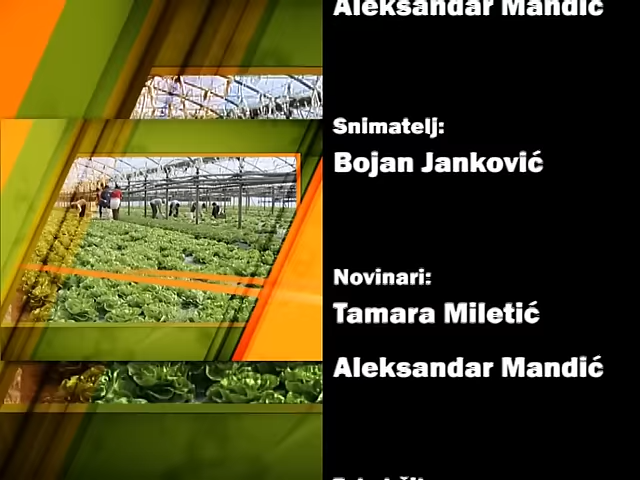 Aleksandar Mandić
Snimatelj:
Bojan Janković
Novinari:
Tamara Miletić
Aleksandar Mandić